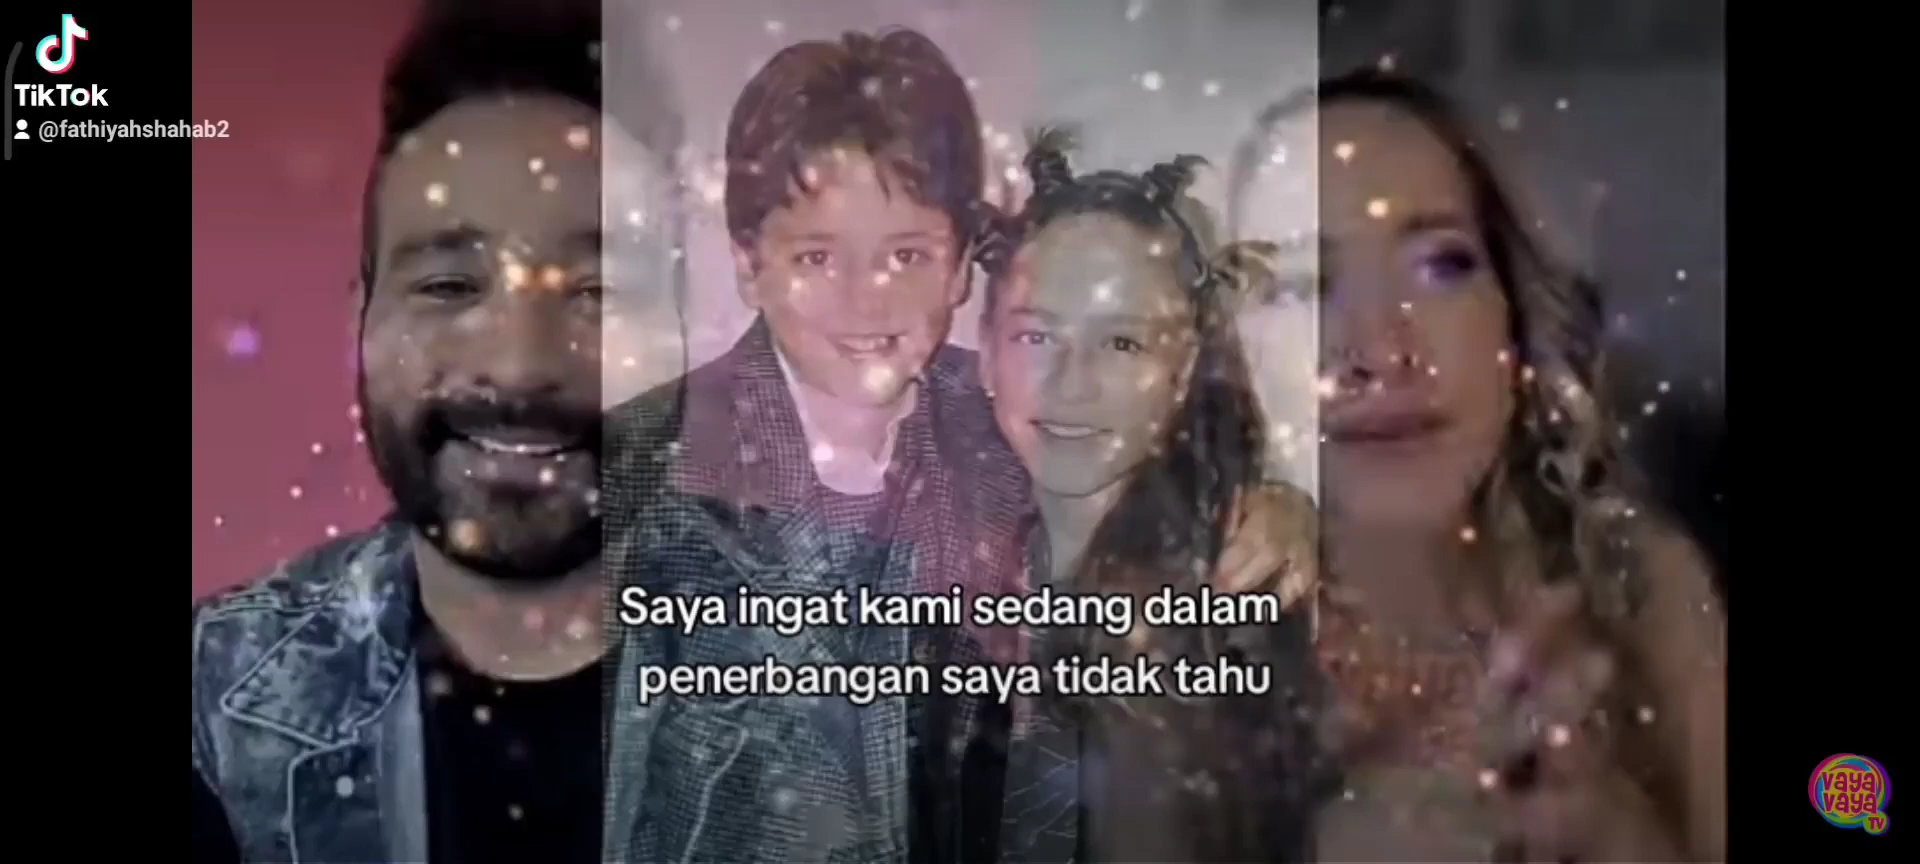 TikTok
@fathiyahshahab2
Saya ingat kami sedang dalam
penerbangan saya tidak tahu
vaya
vaya
TV